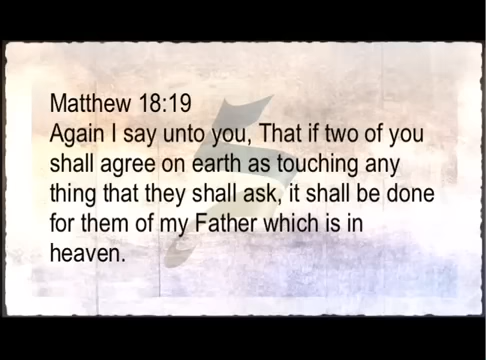 Matthew 18:19
Again I say unto you, That if two of you
shall agree on earth as touching any
thing that they shall ask, it shall be done
for them of my Father which is in
heaven.